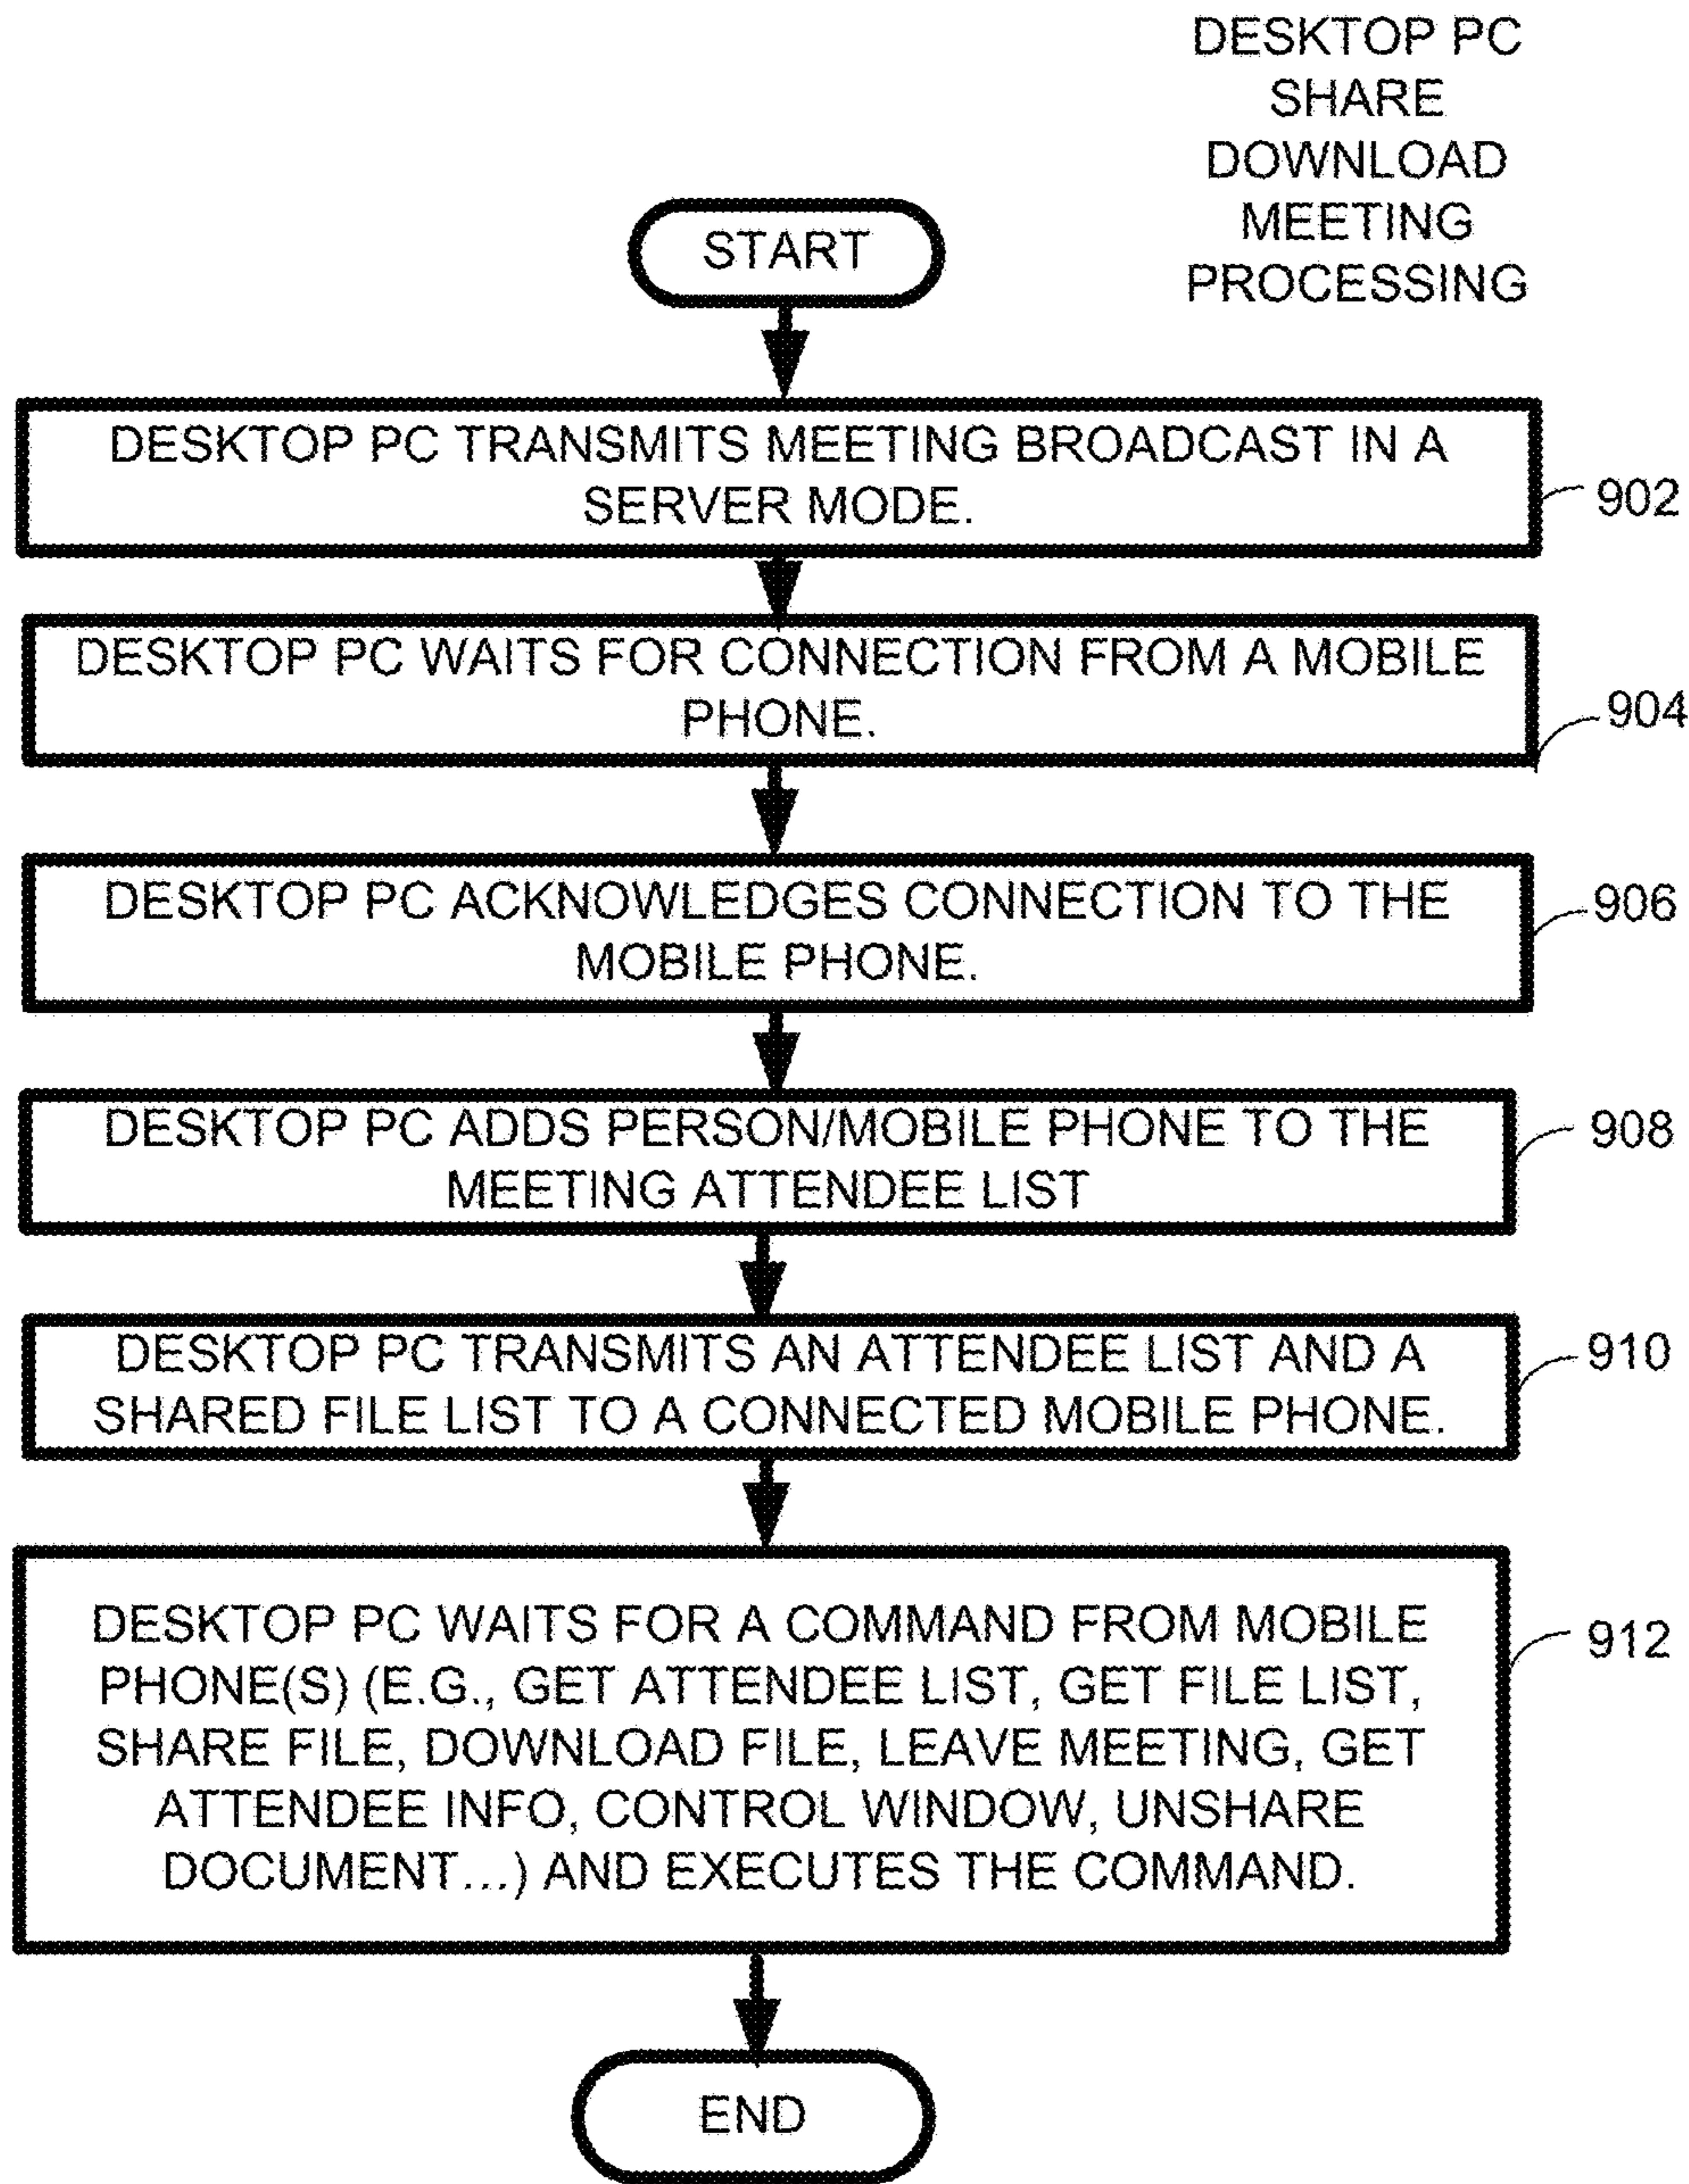 DESKTOP PC
SHARE
DOWNLOAD
MEETING
PROCESSING
START
DESKTOP PC TRANSMITS MEETING BROADCAST IN A
SERVER MODE.
902
DESKTOP PC WAITS FOR CONNECTION FROM A MOBILE
PHONE.
904
DESKTOP PC ACKNOWLEDGES CONNECTION TO THE
MOBILE PHONE.
906
DESKTOP PC ADDS PERSON/MOBILE PHONE TO THE
MEETING ATTENDEE LIST
908
DESKTOP PC TRANSMITS AN ATTENDEE LIST AND A
SHARED FILE LIST TO A CONNECTED MOBILE PHONE.
910
DESKTOP PC WAITS FOR A COMMAND FROM MOBILE
PHONE(S) (E.G., GET ATTENDEE LIST, GET FILE LIST,
SHARE FILE, DOWNLOAD FILE, LEAVE MEETING, GET
ATTENDEE INFO, CONTROL WINDOW, UNSHARE
DOCUMENT...) AND EXECUTES THE COMMAND.
912
END